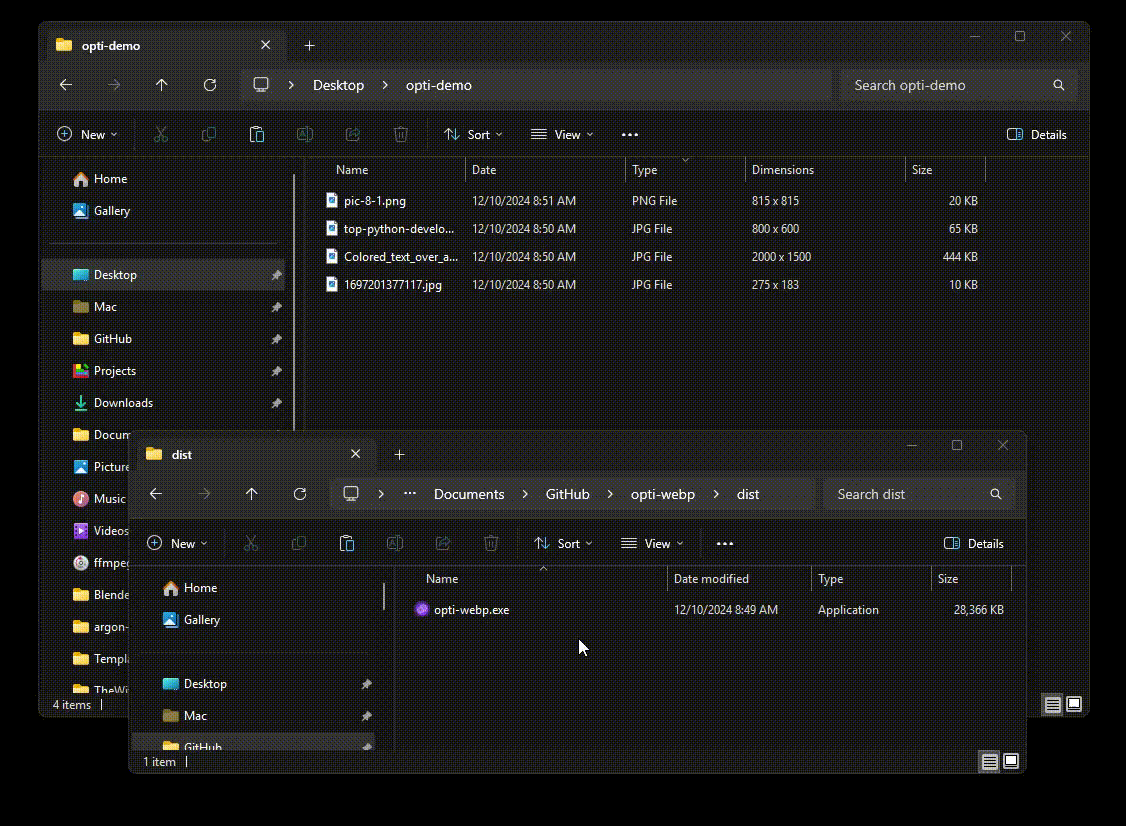 opti-demo
Desktop opti-demo Search opti-demo
New Sort View Details
Name Date Type Dimensions Size
pic-8-1.png 12/10/2024 8:51 AM PNG File 815 x 815 20 KB
top-python-develo... 12/10/2024 8:50 AM JPG File 800 x 600 65 KB
Colored_text_over_a... 12/10/2024 8:50 AM JPG File 2000 x 1500 444 KB
1697201377117.jpg 12/10/2024 8:50 AM JPG File 275 x 183 10 KB
Home
Gallery
Desktop
Mac
GitHub
Projects
Downloads
Docum
Picture
Music
Videos
ffmpeg
Blende
argon-
Templ
TheWi
4 items
dist
Documents GitHub opti-webp dist Search dist
New Sort View Details
Name Date modified Type Size
opti-webp.exe 12/10/2024 8:49 AM Application 28,366 KB
Home
Gallery
Desktop
Mac
GitHub
1 item